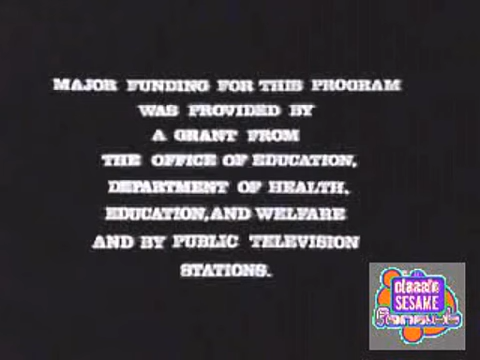 MAJOR FUNDING FOR THIS PROGRAM
WAS PROVIDED BY
A GRANT FROM
THE OFFICE OF EDUCATION,
DEPARTMENT OF HEALTH,
EDUCATION, AND WELFARE
AND BY PUBLIC TELEVISION
STATIONS.
classic
SESAME